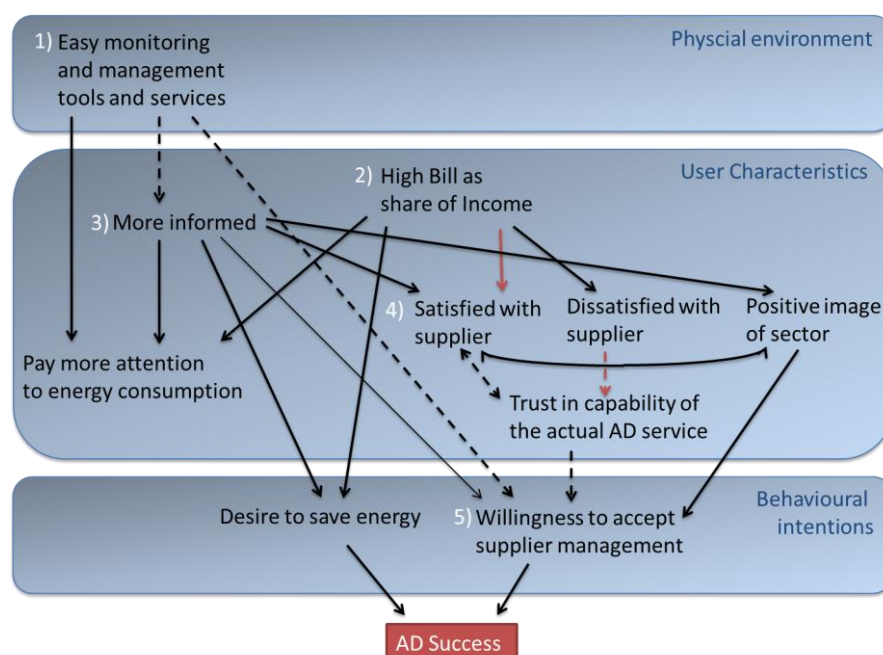 Physcial environment
1) Easy monitoring
and management
tools and services
User Characteristics
2) High Bill as
share of Income
3) More informed
4) Satisfied with
supplier
Dissatisfied with
supplier
Positive image
of sector
Pay more attention
to energy consumption
Trust in capability of
the actual AD service
Behavioural
intentions
Desire to save energy
5) Willingness to accept
supplier management
AD Success